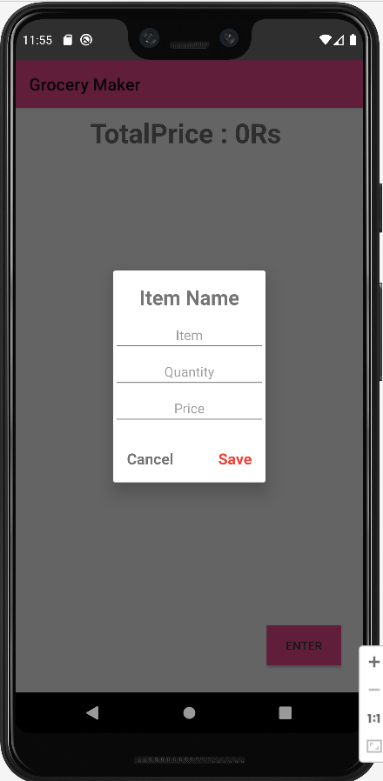 11:55
Grocery Maker
TotalPrice : 0Rs
Item Name
Item
Quantity
Price
Cancel Save
ENTER
1:1